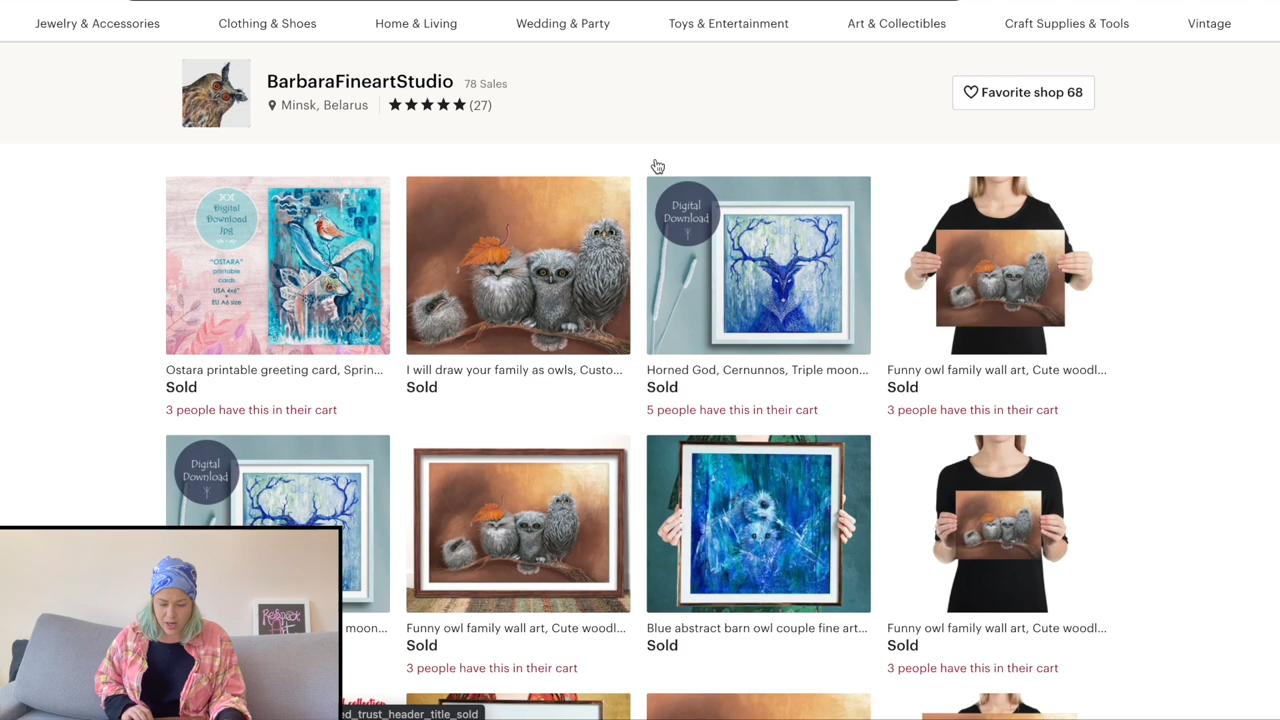 Jewelry & Accessories
Clothing & Shoes
Home & Living
Wedding & Party
Toys & Entertainment
Art & Collectibles
Craft Supplies & Tools
Vintage
BarbaraFineartStudio 78 Sales
Minsk, Belarus
(27)
Favorite shop 68
Digital
Download
Jpg
"OSTARA"
printable
cards
USA 4x6"
+
EU A6 size
Digital
Download
Ostara printable greeting card, Sprin...
I will draw your family as owls, Custo...
Horned God, Cernunnos, Triple moon...
Funny owl family wall art, Cute woodl...
Sold
Sold
Sold
Sold
3 people have this in their cart
5 people have this in their cart
3 people have this in their cart
Digital
Download
moon...
Funny owl family wall art, Cute woodl...
Blue abstract barn owl couple fine art...
Funny owl family wall art, Cute woodl...
Sold
Sold
Sold
3 people have this in their cart
3 people have this in their cart
ed_trust_header_title_sold